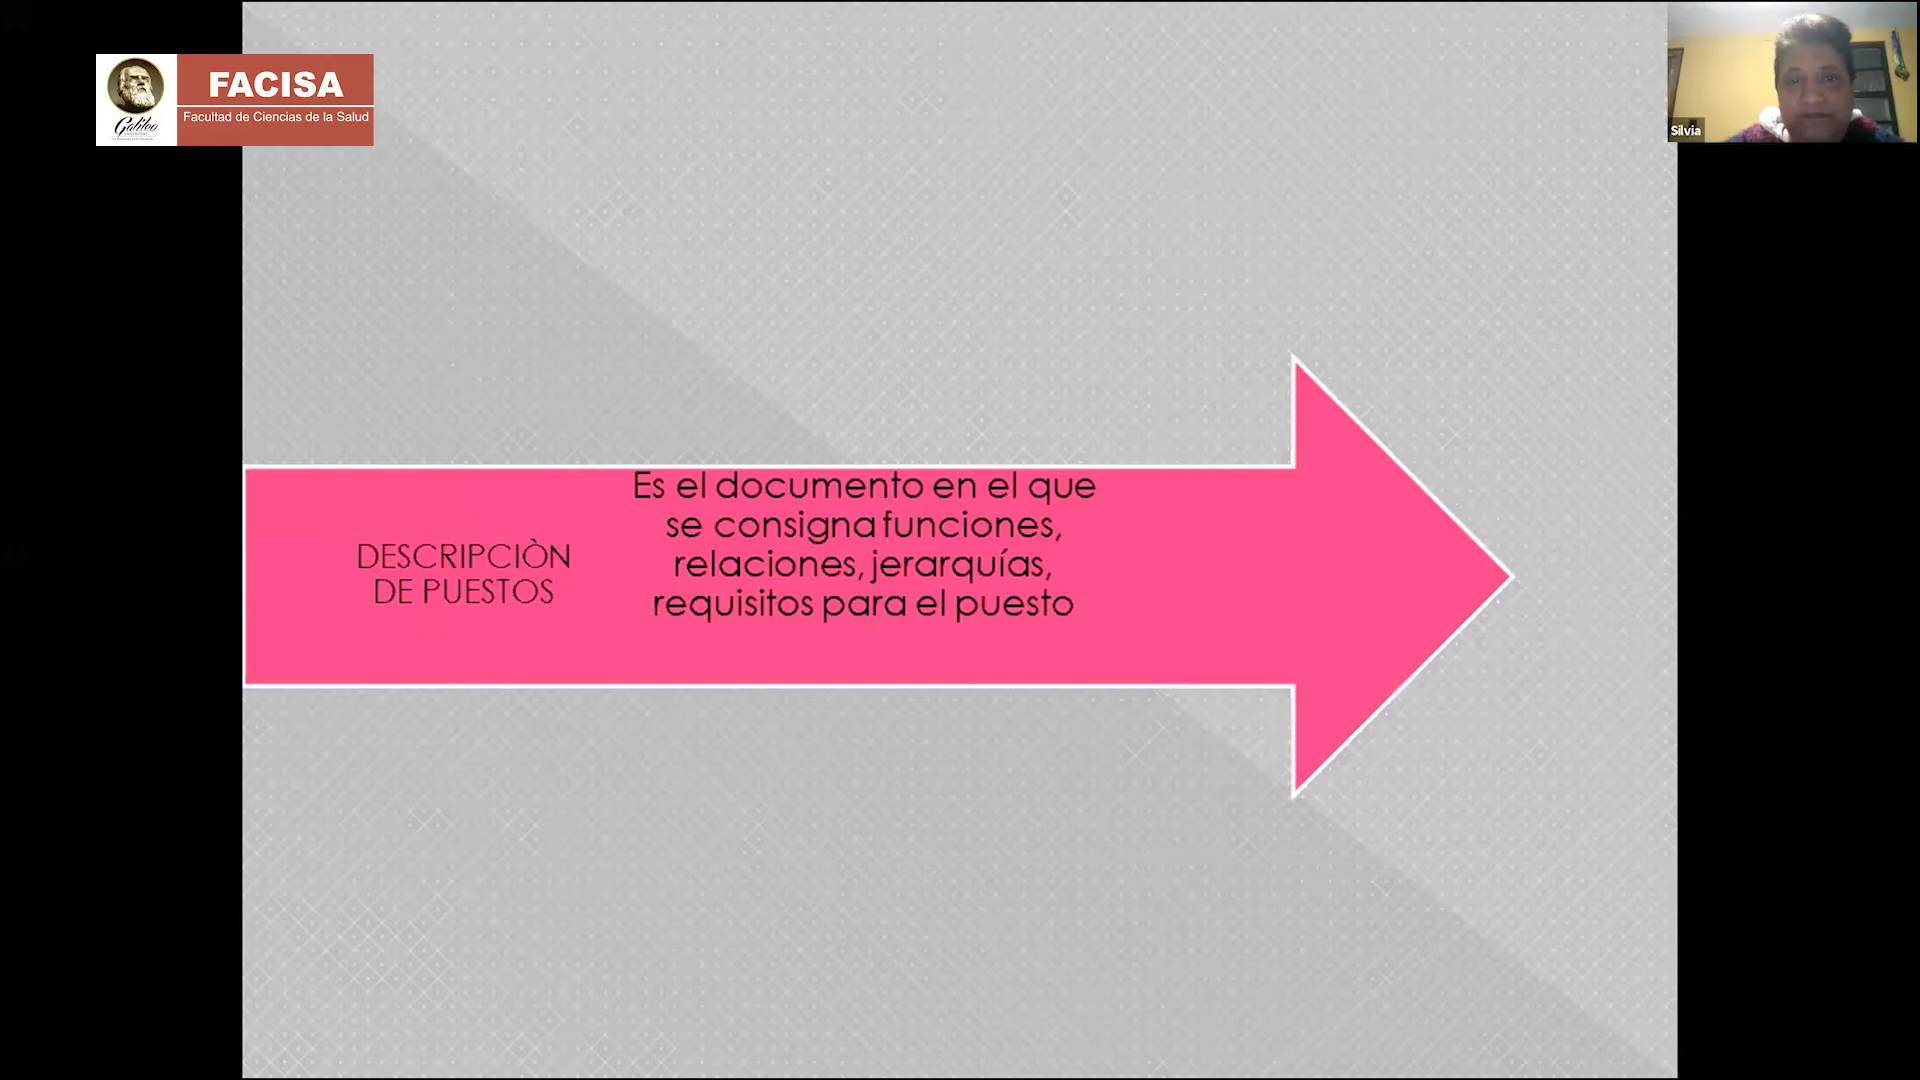 Galileo
FACISA
Facultad de Ciencias de la Salud
Silvia
DESCRIPCIÒN
DE PUESTOS
Es el documento en el que
se consigna funciones,
relaciones, jerarquías,
requisitos para el puesto